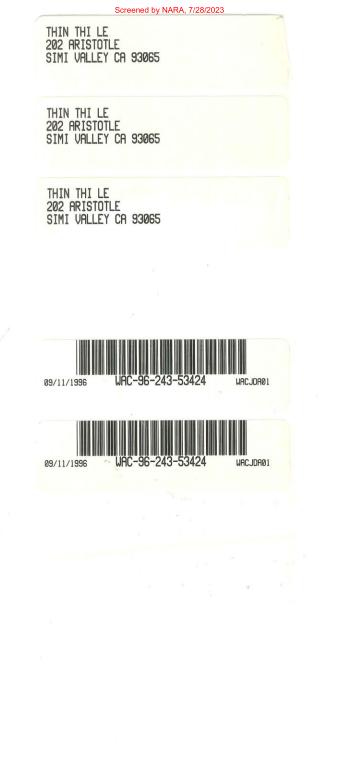 Screened by NARA, 7/28/2023
THIN THI LE
202 ARISTOTLE
SIMI VALLEY CA 93065
THIN THI LE
202 ARISTOTLE
SIMI VALLEY CA 93065
THIN THI LE
202 ARISTOTLE
SIMI VALLEY CA 93065
09/11/1996 WAC-96-243-53424 WACJDA01
09/11/1996 WAC-96-243-53424 WACJDA01